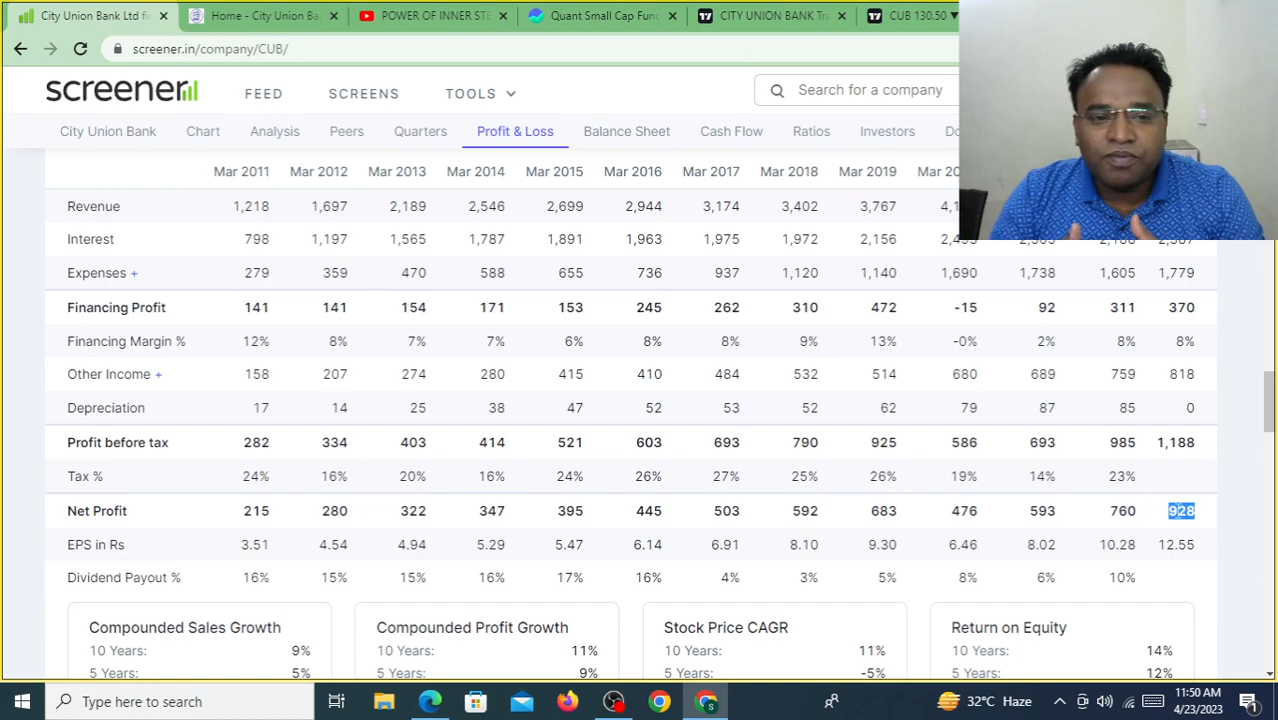 City Union Bank Ltd fi
Home - City Union Ba
POWER OF INNER STE
Quant Small Cap Fun
CITY UNION BANK Tra
CUB 130.50
screener.in/company/CUB/
screener
FEED
SCREENS
TOOLS
Search for a company
City Union Bank Chart Analysis Peers Quarters Profit & Loss Balance Sheet Cash Flow Ratios Investors Do
Mar 2011 Mar 2012 Mar 2013 Mar 2014 Mar 2015 Mar 2016 Mar 2017 Mar 2018 Mar 2019 Mar 20
Revenue 1,218 1,697 2,189 2,546 2,699 2,944 3,174 3,402 3,767 4,1
Interest 798 1,197 1,565 1,787 1,891 1,963 1,975 1,972 2,156
Expenses + 279 359 470 588 655 736 937 1,120 1,140 1,690 1,738 1,605 1,779
Financing Profit 141 141 154 171 153 245 262 310 472 -15 92 311 370
Financing Margin % 12% 8% 7% 7% 6% 8% 8% 9% 13% -0% 2% 8% 8%
Other Income + 158 207 274 280 415 410 484 532 514 680 689 759 818
Depreciation 17 14 25 38 47 52 53 52 62 79 87 85 0
Profit before tax 282 334 403 414 521 603 693 790 925 586 693 985 1,188
Tax % 24% 16% 20% 16% 24% 26% 27% 25% 26% 19% 14% 23%
Net Profit 215 280 322 347 395 445 503 592 683 476 593 760 928
EPS in Rs 3.51 4.54 4.94 5.29 5.47 6.14 6.91 8.10 9.30 6.46 8.02 10.28 12.55
Dividend Payout % 16% 15% 15% 16% 17% 16% 4% 3% 5% 8% 6% 10%
Compounded Sales Growth Compounded Profit Growth Stock Price CAGR Return on Equity
10 Years: 9% 10 Years: 11% 10 Years: 11% 10 Years: 14%
5 Years: 5% 5 Years: 9% 5 Years: -5% 5 Years: 12%
Type here to search
32°C Haze
11:50 AM
4/23/2023